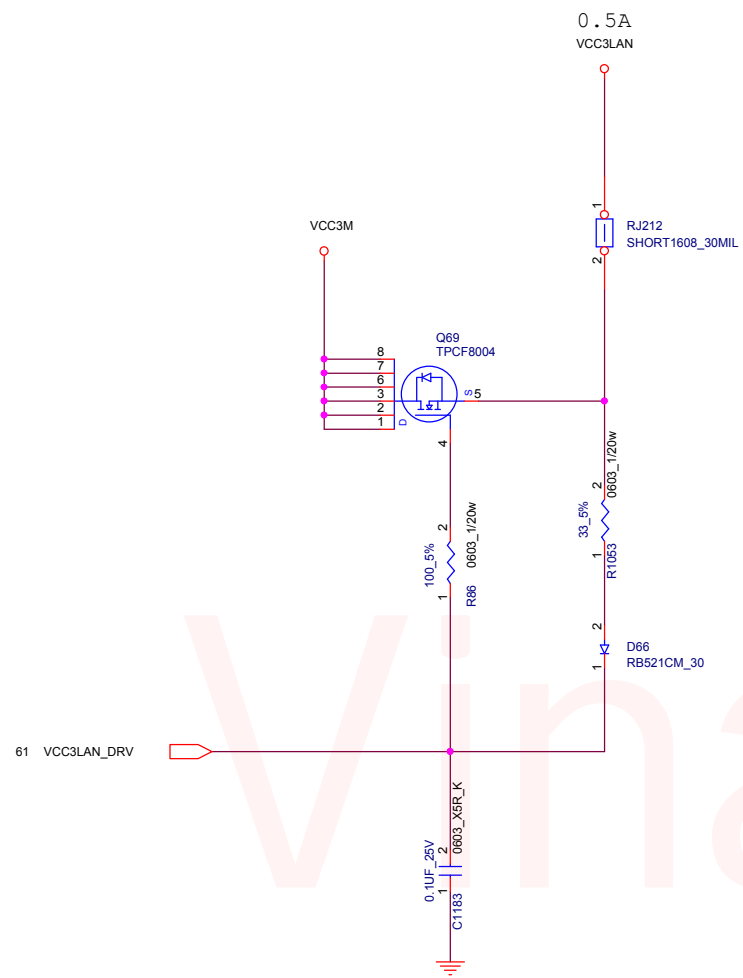 0.5A
VCC3LAN
1
RJ212
SHORT1608_30MIL
2
VCC3M
Q69
TPCF8004
8
7
6
3
2
1
D
S
5
4
2
0603_1/20w
100_5%
1
R86
2
0603_1/20w
33_5%
1
R1053
2
D66
RB521CM_30
1
61
VCC3LAN_DRV
2
0603_X5R_K
0.1UF_25V
1
C1183
Vina